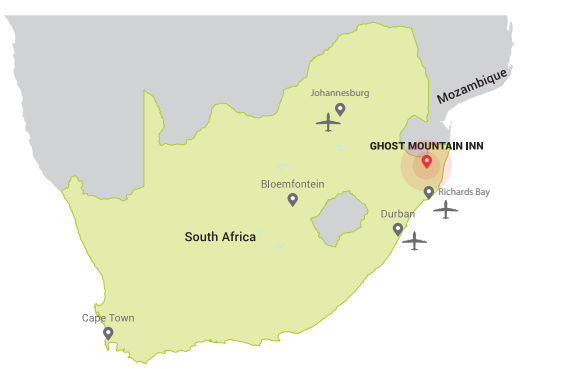 Mozambique
Johannesburg
GHOST MOUNTAIN INN
Bloemfontein
Richards Bay
Durban
South Africa
Cape Town